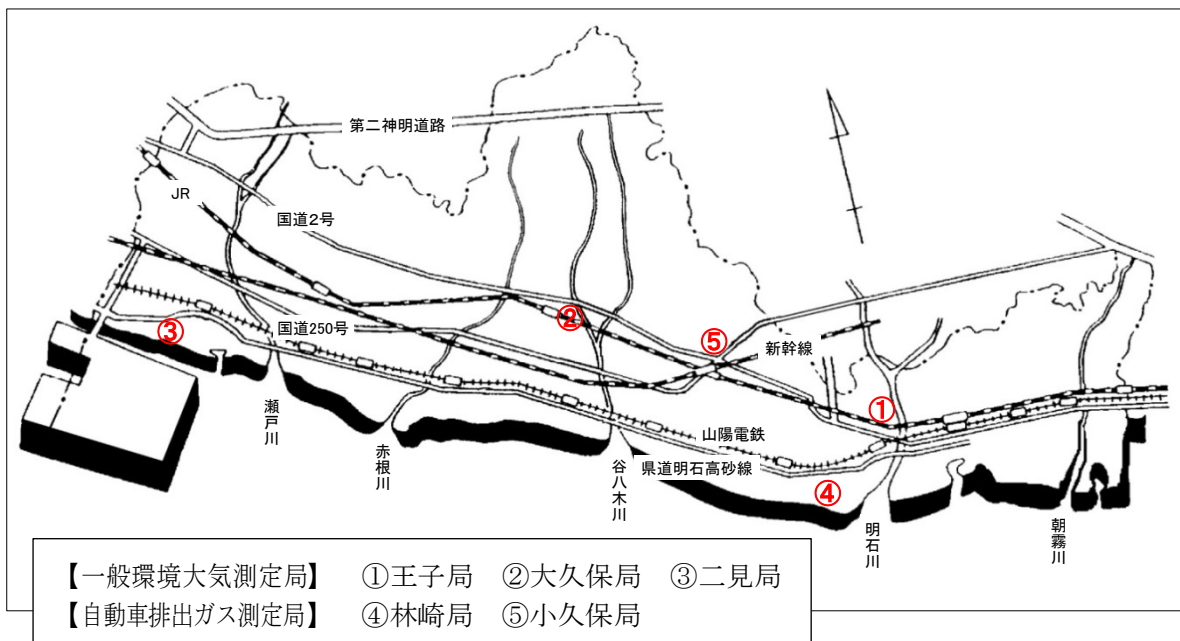 第二神明道路
JR
国道2号
③
国道250号
②
⑤
新幹線
①
山陽電鉄
県道明石高砂線
④
瀬戸川
赤根川
谷八木川
明石川
朝霧川
【一般環境大気測定局】 ①王子局 ②大久保局 ③二見局
【自動車排出ガス測定局】 ④林崎局 ⑤小久保局